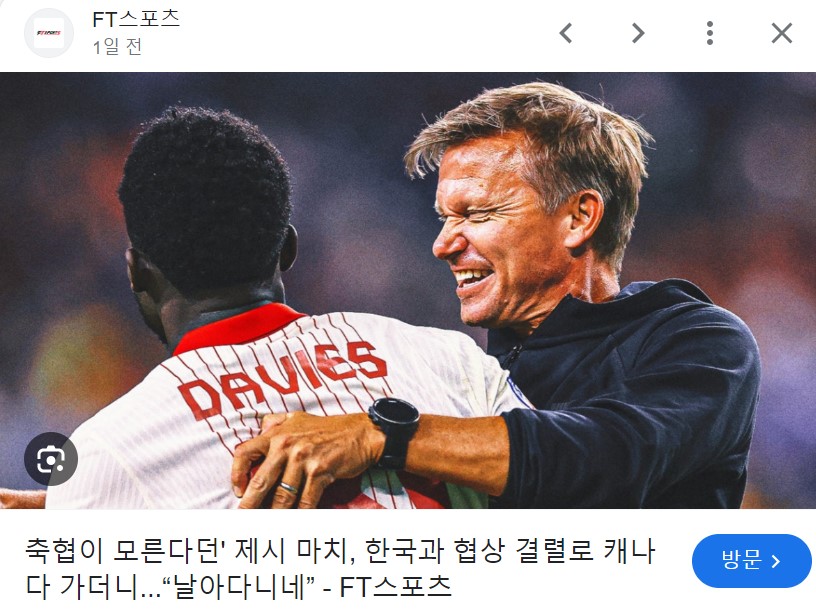 FT스포츠
1일 전
DAVIES
축협이 모른다던' 제시 마치, 한국과 협상 결렬로 캐나
다 가더니...“날아다니네” - FT스포츠
방문